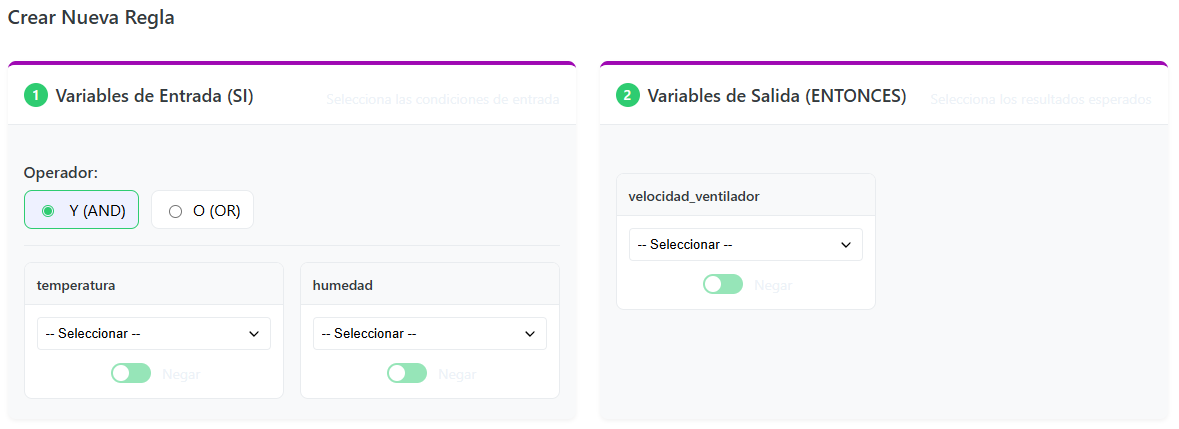 Crear Nueva Regla
1 Variables de Entrada (SI) Selecciona las condiciones de entrada
2 Variables de Salida (ENTONCES) Selecciona los resultados esperados
Operador:
Y (AND) O (OR)
temperatura
-- Seleccionar --
Negar
humedad
-- Seleccionar --
Negar
velocidad_ventilador
-- Seleccionar --
Negar